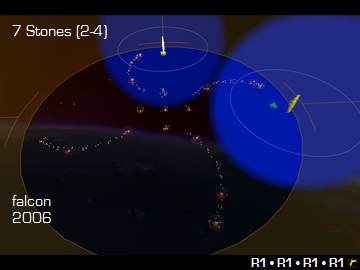 7 Stones (2-4)
falcon
2006
R1 • R1 • R1 • R1 r